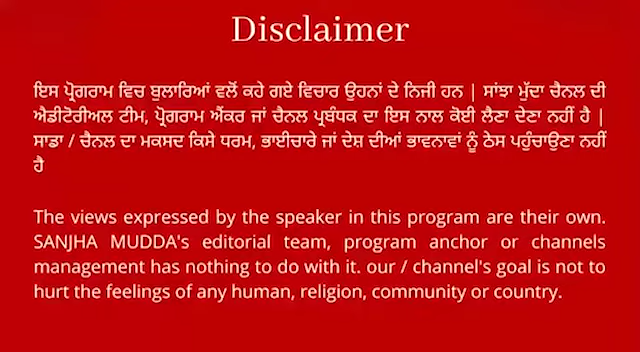 Disclaimer
ਇਸ ਪ੍ਰੋਗਰਾਮ ਵਿਚ ਬੁਲਾਰਿਆਂ ਵਲੋਂ ਕਹੇ ਗਏ ਵਿਚਾਰ ਉਹਨਾਂ ਦੇ ਨਿਜੀ ਹਨ | ਸਾਂਝਾ ਮੁੱਦਾ ਚੈਨਲ ਦੀ
ਐਡੀਟੋਰੀਅਲ ਟੀਮ, ਪ੍ਰੋਗਰਾਮ ਐਂਕਰ ਜਾਂ ਚੈਨਲ ਪ੍ਰਬੰਧਕ ਦਾ ਇਸ ਨਾਲ ਕੋਈ ਲੈਣਾ ਦੇਣਾ ਨਹੀਂ ਹੈ |
ਸਾਡਾ / ਚੈਨਲ ਦਾ ਮਕਸਦ ਕਿਸੇ ਧਰਮ, ਭਾਈਚਾਰੇ ਜਾਂ ਦੇਸ਼ ਦੀਆਂ ਭਾਵਨਾਵਾਂ ਨੂੰ ਠੇਸ ਪਹੁੰਚਾਉਣਾ ਨਹੀਂ
ਹੈ
The views expressed by the speaker in this program are their own.
SANJHA MUDDA's editorial team, program anchor or channels
management has nothing to do with it. our / channel's goal is not to
hurt the feelings of any human, religion, community or country.